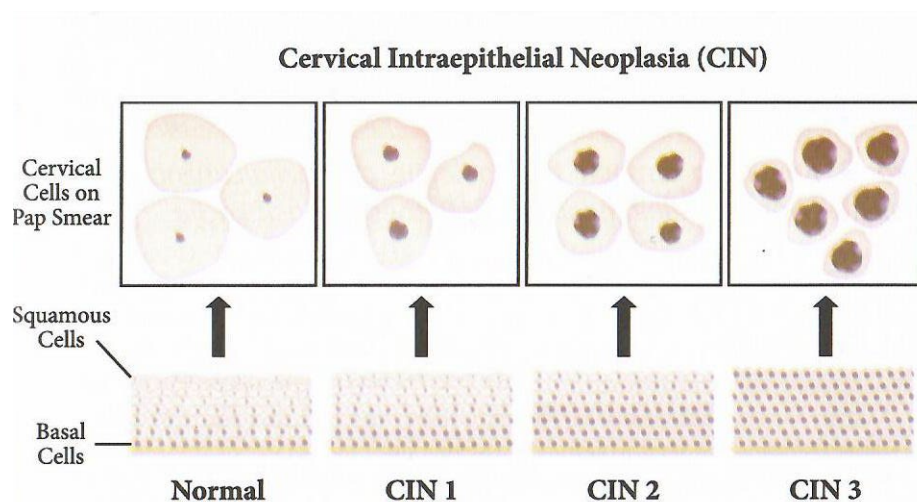 Cervical Intraepithelial Neoplasia (CIN)
Cervical
Cells on
Pap Smear
Squamous
Cells
Basal
Cells
Normal
CIN 1
CIN 2
CIN 3